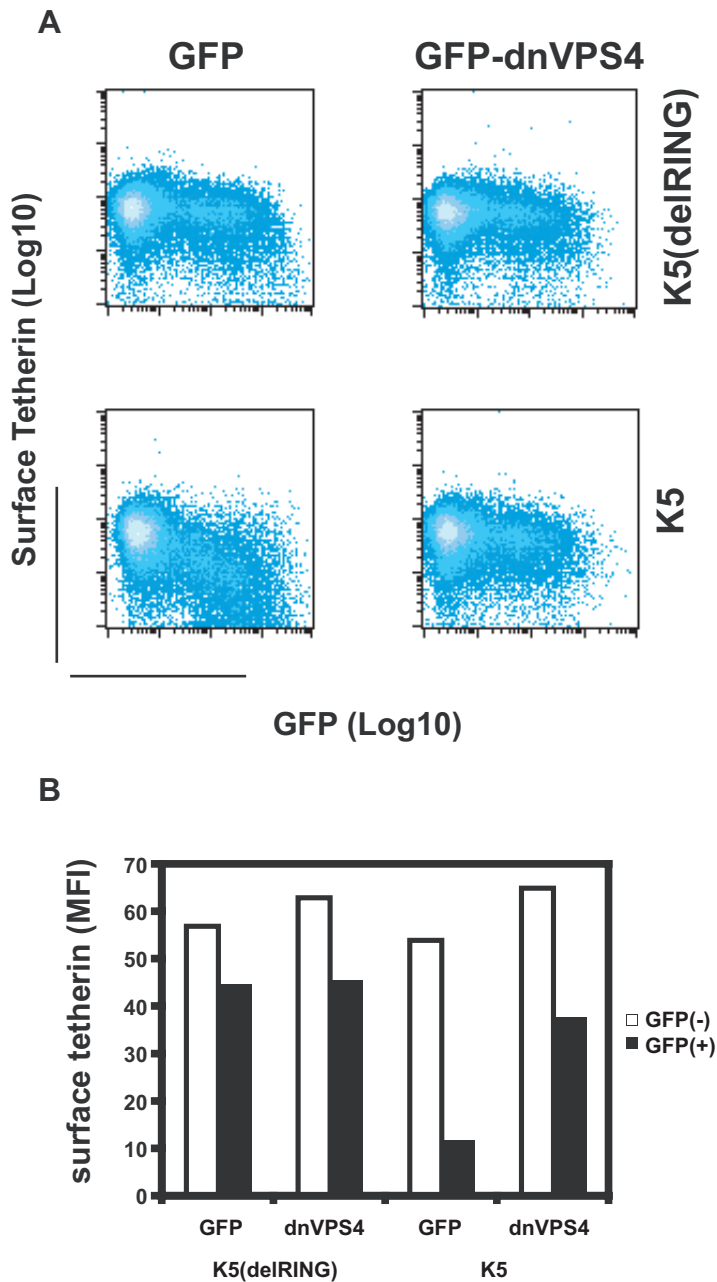 A
GFP
GFP-dnVPS4
K5(delRING)
K5
Surface Tetherin (Log10)
GFP (Log10)
B
surface tetherin (MFI)
70
60
50
40
30
20
10
0
GFP
dnVPS4
GFP
dnVPS4
K5(delRING)
K5
GFP(-)
GFP(+)